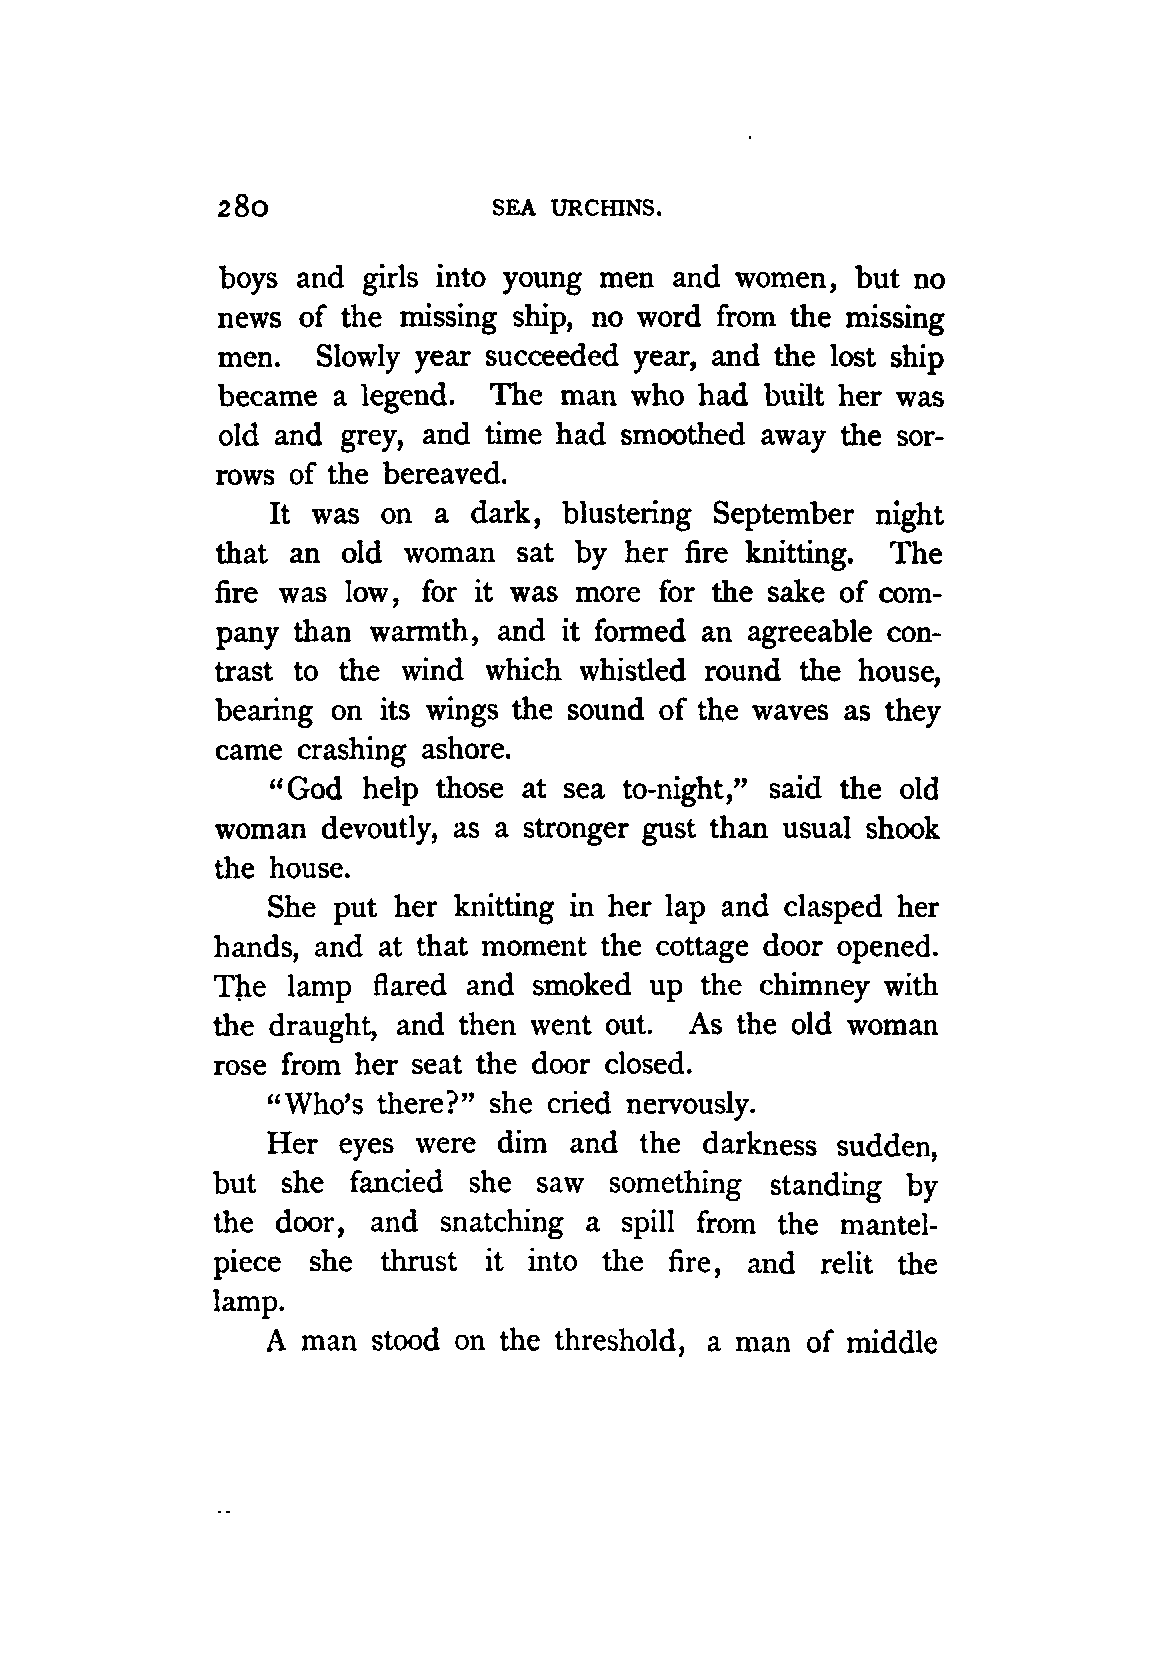 280 SEA URCHINS.
boys and girls into young men and women, but no
news of the missing ship, no word from the missing
men. Slowly year succeeded year, and the lost ship
became a legend. The man who had built her was
old and grey, and time had smoothed away the sor-
rows of the bereaved.
It was on a dark, blustering September night
that an old woman sat by her fire knitting. The
fire was low, for it was more for the sake of com-
pany than warmth, and it formed an agreeable con-
trast to the wind which whistled round the house,
bearing on its wings the sound of the waves as they
came crashing ashore.
"God help those at sea to-night," said the old
woman devoutly, as a stronger gust than usual shook
the house.
She put her knitting in her lap and clasped her
hands, and at that moment the cottage door opened.
The lamp flared and smoked up the chimney with
the draught, and then went out. As the old woman
rose from her seat the door closed.
"Who's there?" she cried nervously.
Her eyes were dim and the darkness sudden,
but she fancied she saw something standing by
the door, and snatching a spill from the mantel-
piece she thrust it into the fire, and relit the
lamp.
A man stood on the threshold, a man of middle